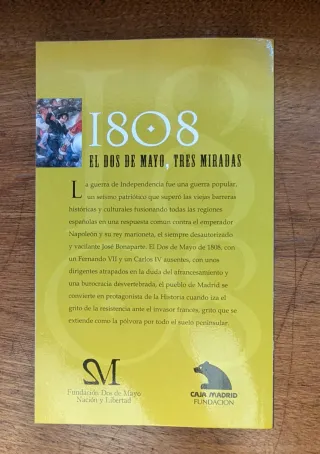 1808
EL DOS DE MAYO, TRES MIRADAS
La guerra de Independencia fue una guerra popular,
un seísmo patriótico que superó las viejas barreras
históricas y culturales fusionando todas las regiones
españolas en una respuesta común contra el emperador
Napoleón y su rey marioneta, el siempre desautorizado
y vacilante José Bonaparte. El Dos de Mayo de 1808, con
un Fernando VII y un Carlos IV ausentes, con unos
dirigentes atrapados en la duda del afrancesamiento y
una burocracia desvertebrada, el pueblo de Madrid se
convierte en protagonista de la Historia cuando iza el
grito de la resistencia ante el invasor francés, grito que se
extiende como la pólvora por todo el suelo peninsular.
2M
Fundación Dos de Mayo
Nación y Libertad
CAJA MADRID
FUNDACION